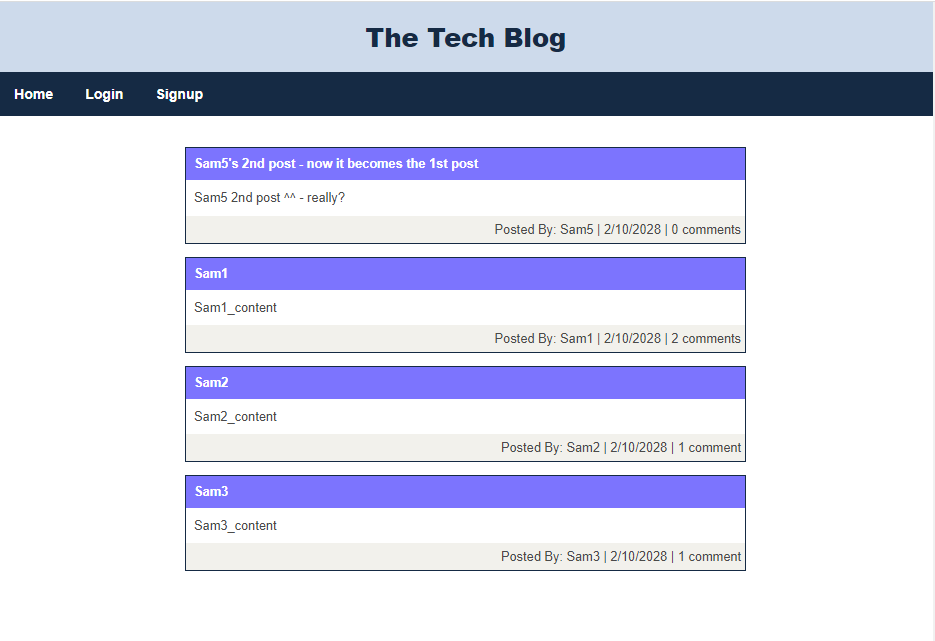 The Tech Blog
Home Login Signup
Sam5's 2nd post - now it becomes the 1st post
Sam5 2nd post ^^ - really?
Posted By: Sam5 | 2/10/2028 | 0 comments
Sam1
Sam1_content
Posted By: Sam1 | 2/10/2028 | 2 comments
Sam2
Sam2_content
Posted By: Sam2 | 2/10/2028 | 1 comment
Sam3
Sam3_content
Posted By: Sam3 | 2/10/2028 | 1 comment